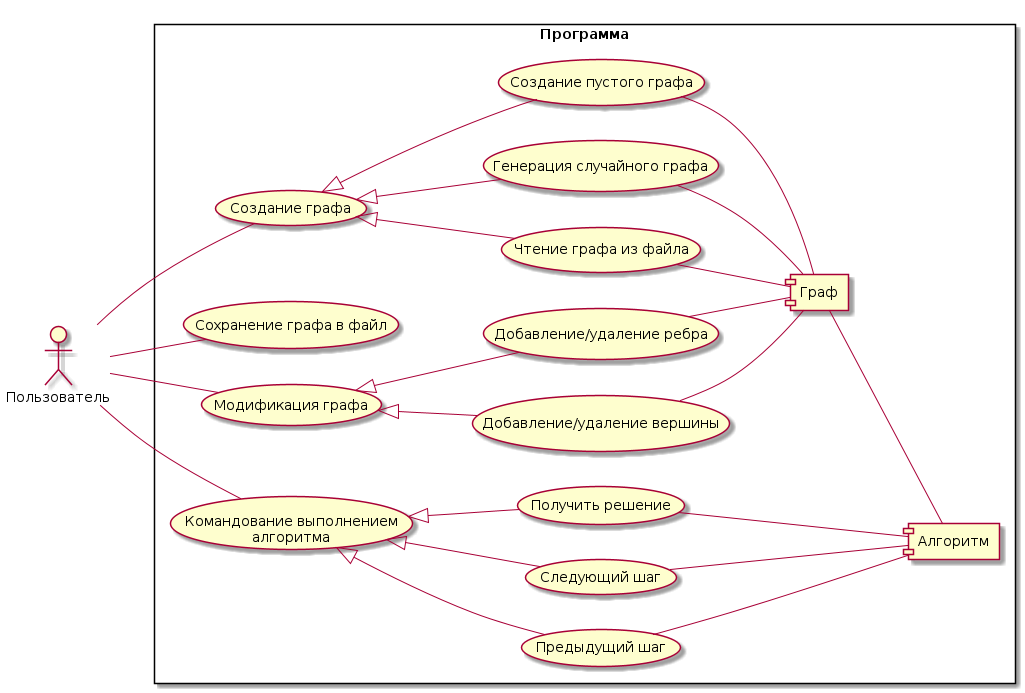 Программа
Создание пустого графа
Генерация случайного графа
Создание графа
Чтение графа из файла
Граф
Сохранение графа в файл
Добавление/удаление ребра
Пользователь
Модификация графа
Добавление/удаление вершины
Получить решение
Командование выполнением
алгоритма
Алгоритм
Следующий шаг
Предыдущий шаг